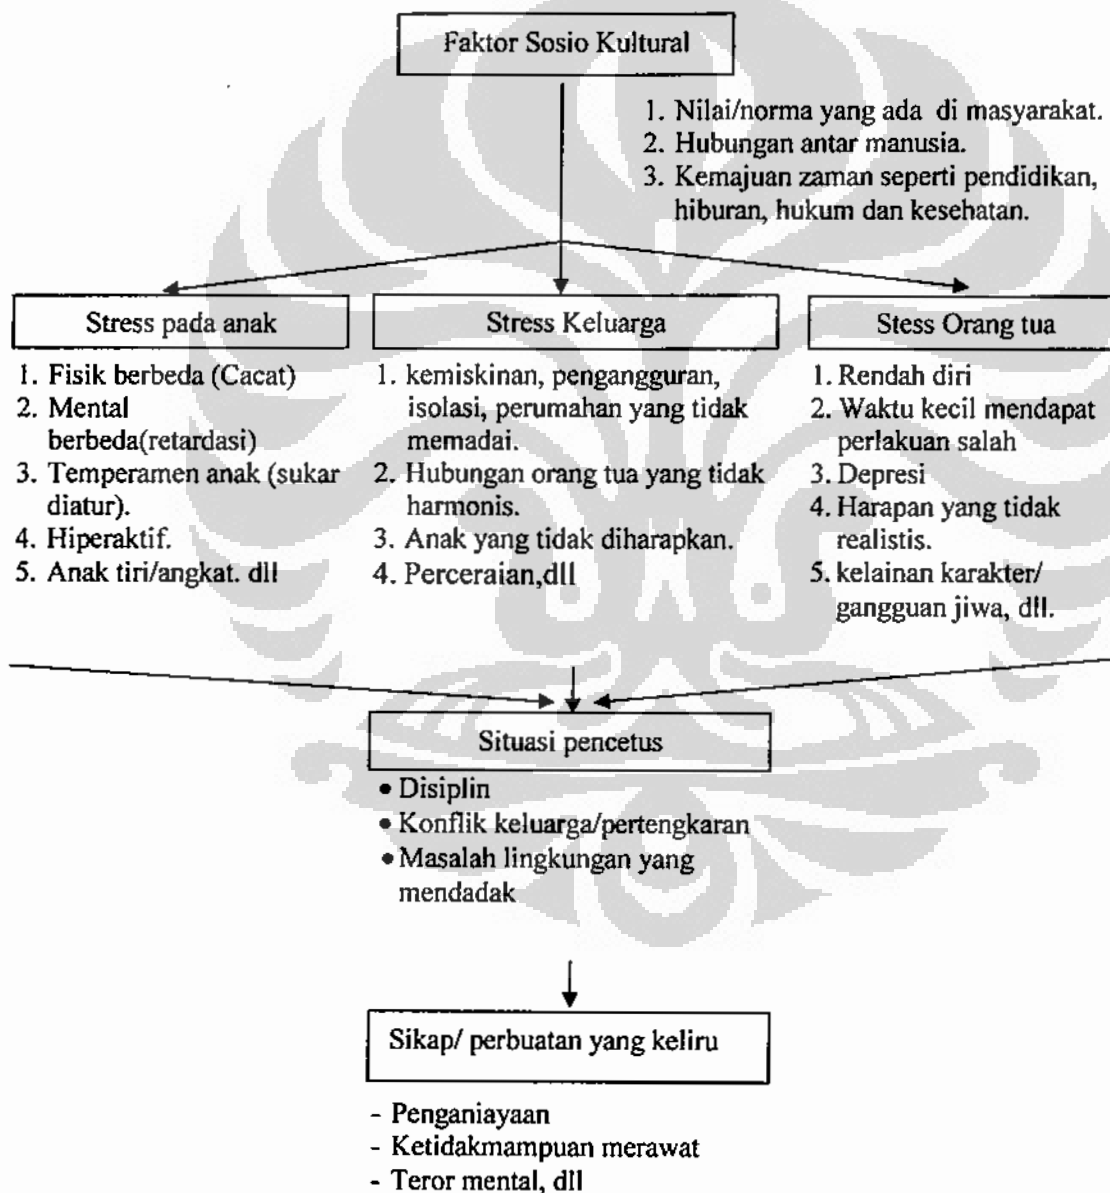 Faktor Sosio Kultural
1. Nilai/norma yang ada di masyarakat.
2. Hubungan antar manusia.
3. Kemajuan zaman seperti pendidikan,
hiburan, hukum dan kesehatan.
Stress pada anak
1. Fisik berbeda (Cacat)
2. Mental
berbeda(retardasi)
3. Temperamen anak (sukar
diatur).
4. Hiperaktif.
5. Anak tiri/angkat. dll
Stress Keluarga
1. kemiskinan, pengangguran,
isolasi, perumahan yang tidak
memadai.
2. Hubungan orang tua yang tidak
harmonis.
3. Anak yang tidak diharapkan.
4. Perceraian,dll
Stess Orang tua
1. Rendah diri
2. Waktu kecil mendapat
perlakuan salah
3. Depresi
4. Harapan yang tidak
realistis.
5. kelainan karakter/
gangguan jiwa, dll.
Situasi pencetus
• Disiplin
• Konflik keluarga/pertengkaran
• Masalah lingkungan yang
mendadak
Sikap/ perbuatan yang keliru
- Penganiayaan
- Ketidakmampuan merawat
- Teror mental, dll